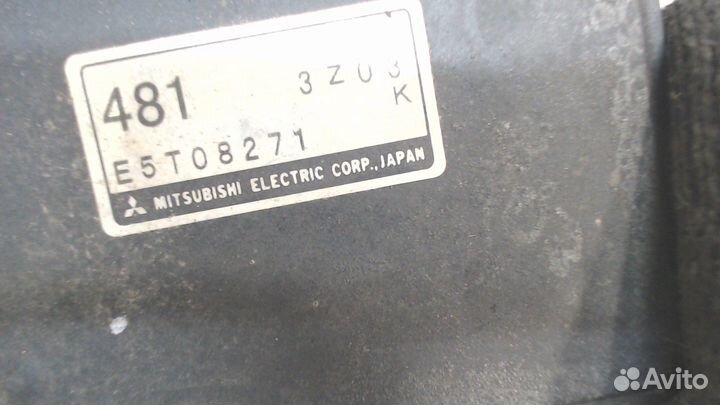 481 3Z03
K
E5T08271
MITSUBISHI ELECTRIC CORP., JAPAN
Avito